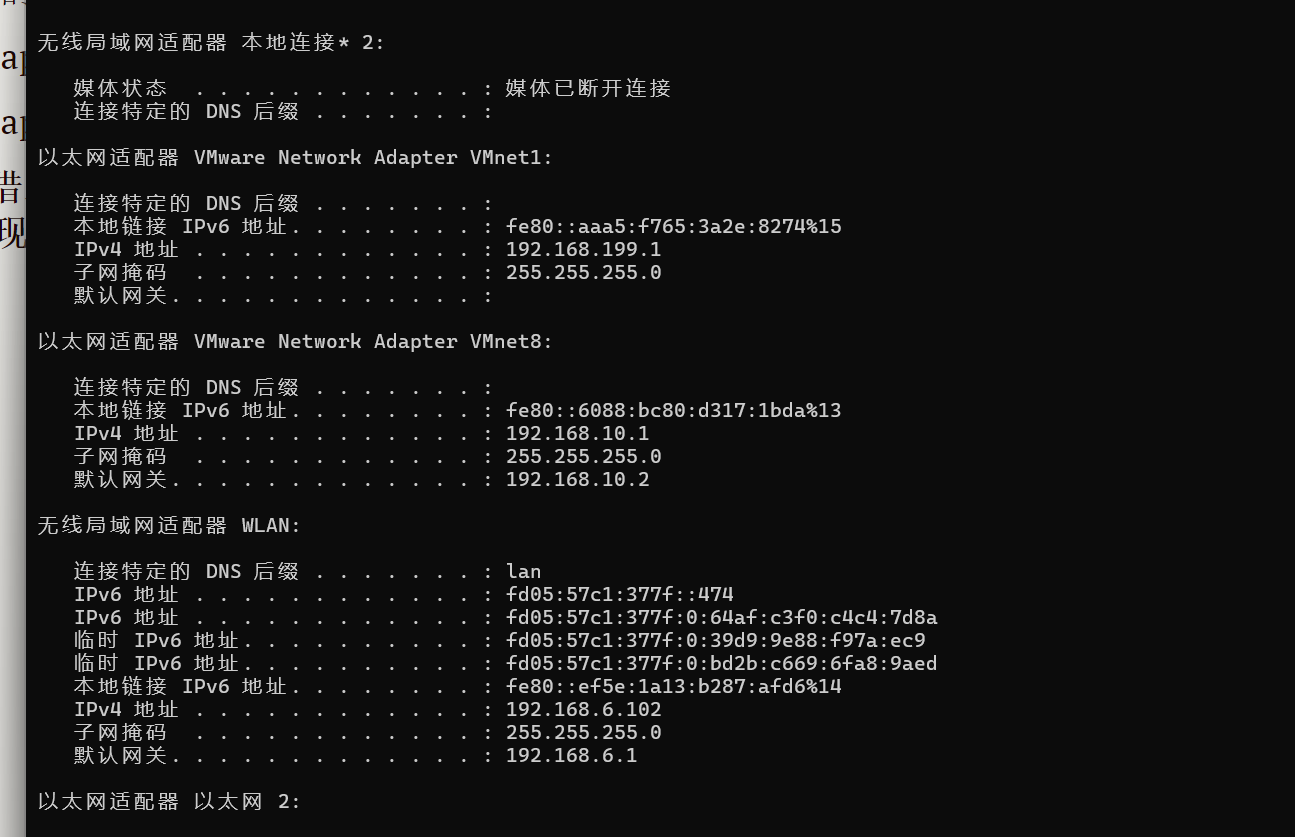 ap
ap
昔
现
无线局域网适配器 本地连接* 2:
媒体状态  . . . . . . . . . . . . : 媒体已断开连接
连接特定的 DNS 后缀 . . . . . . . :
以太网适配器 VMware Network Adapter VMnet1:
连接特定的 DNS 后缀 . . . . . . . :
本地链接 IPv6 地址. . . . . . . . : fe80::aaa5:f765:3a2e:8274%15
IPv4 地址 . . . . . . . . . . . . : 192.168.199.1
子网掩码  . . . . . . . . . . . . : 255.255.255.0
默认网关. . . . . . . . . . . . . :
以太网适配器 VMware Network Adapter VMnet8:
连接特定的 DNS 后缀 . . . . . . . :
本地链接 IPv6 地址. . . . . . . . : fe80::6088:bc80:d317:1bda%13
IPv4 地址 . . . . . . . . . . . . : 192.168.10.1
子网掩码  . . . . . . . . . . . . : 255.255.255.0
默认网关. . . . . . . . . . . . . : 192.168.10.2
无线局域网适配器 WLAN:
连接特定的 DNS 后缀 . . . . . . . : lan
IPv6 地址 . . . . . . . . . . . . : fd05:57c1:377f::474
IPv6 地址 . . . . . . . . . . . . : fd05:57c1:377f:0:64af:c3f0:c4c4:7d8a
临时 IPv6 地址. . . . . . . . . . : fd05:57c1:377f:0:39d9:9e88:f97a:ec9
临时 IPv6 地址. . . . . . . . . . : fd05:57c1:377f:0:bd2b:c669:6fa8:9aed
本地链接 IPv6 地址. . . . . . . . : fe80::ef5e:1a13:b287:afd6%14
IPv4 地址 . . . . . . . . . . . . : 192.168.6.102
子网掩码  . . . . . . . . . . . . : 255.255.255.0
默认网关. . . . . . . . . . . . . : 192.168.6.1
以太网适配器 以太网 2: